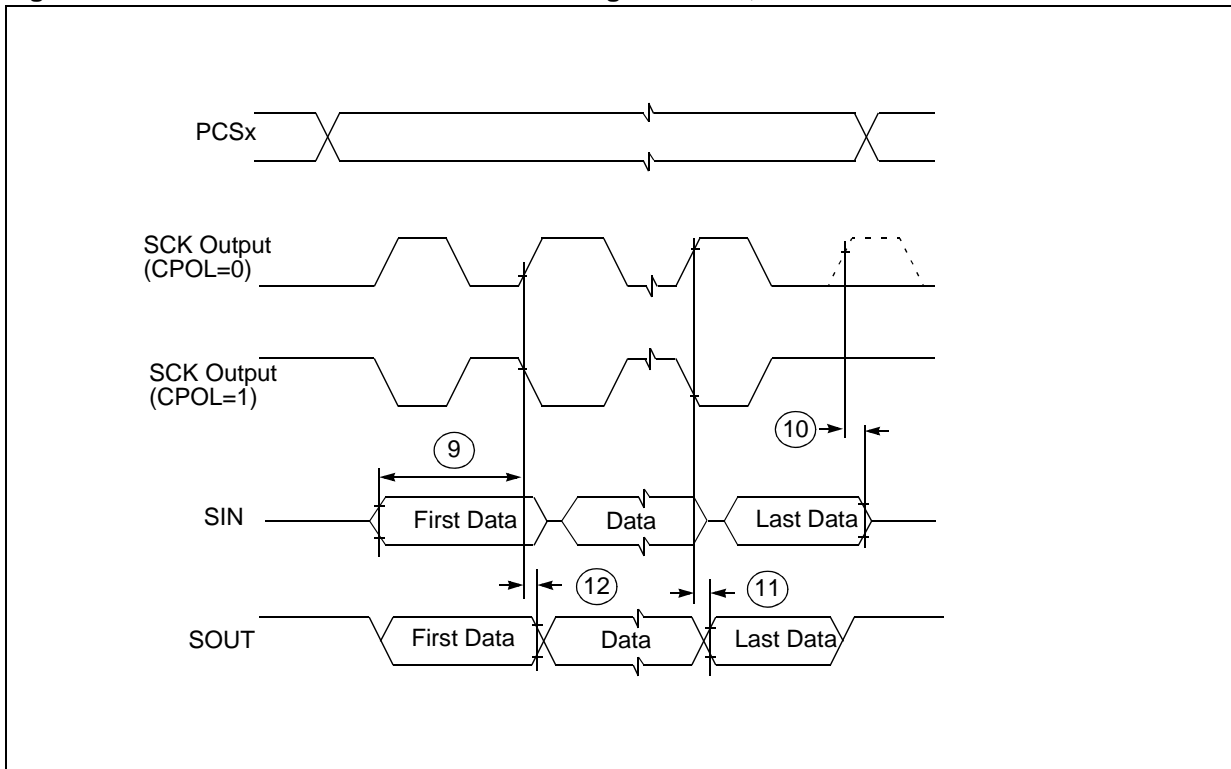 PCSx
SCK Output
(CPOL=0)
SCK Output
(CPOL=1)
10
9
SIN
First Data
Data
Last Data
12
11
SOUT
First Data
Data
Last Data